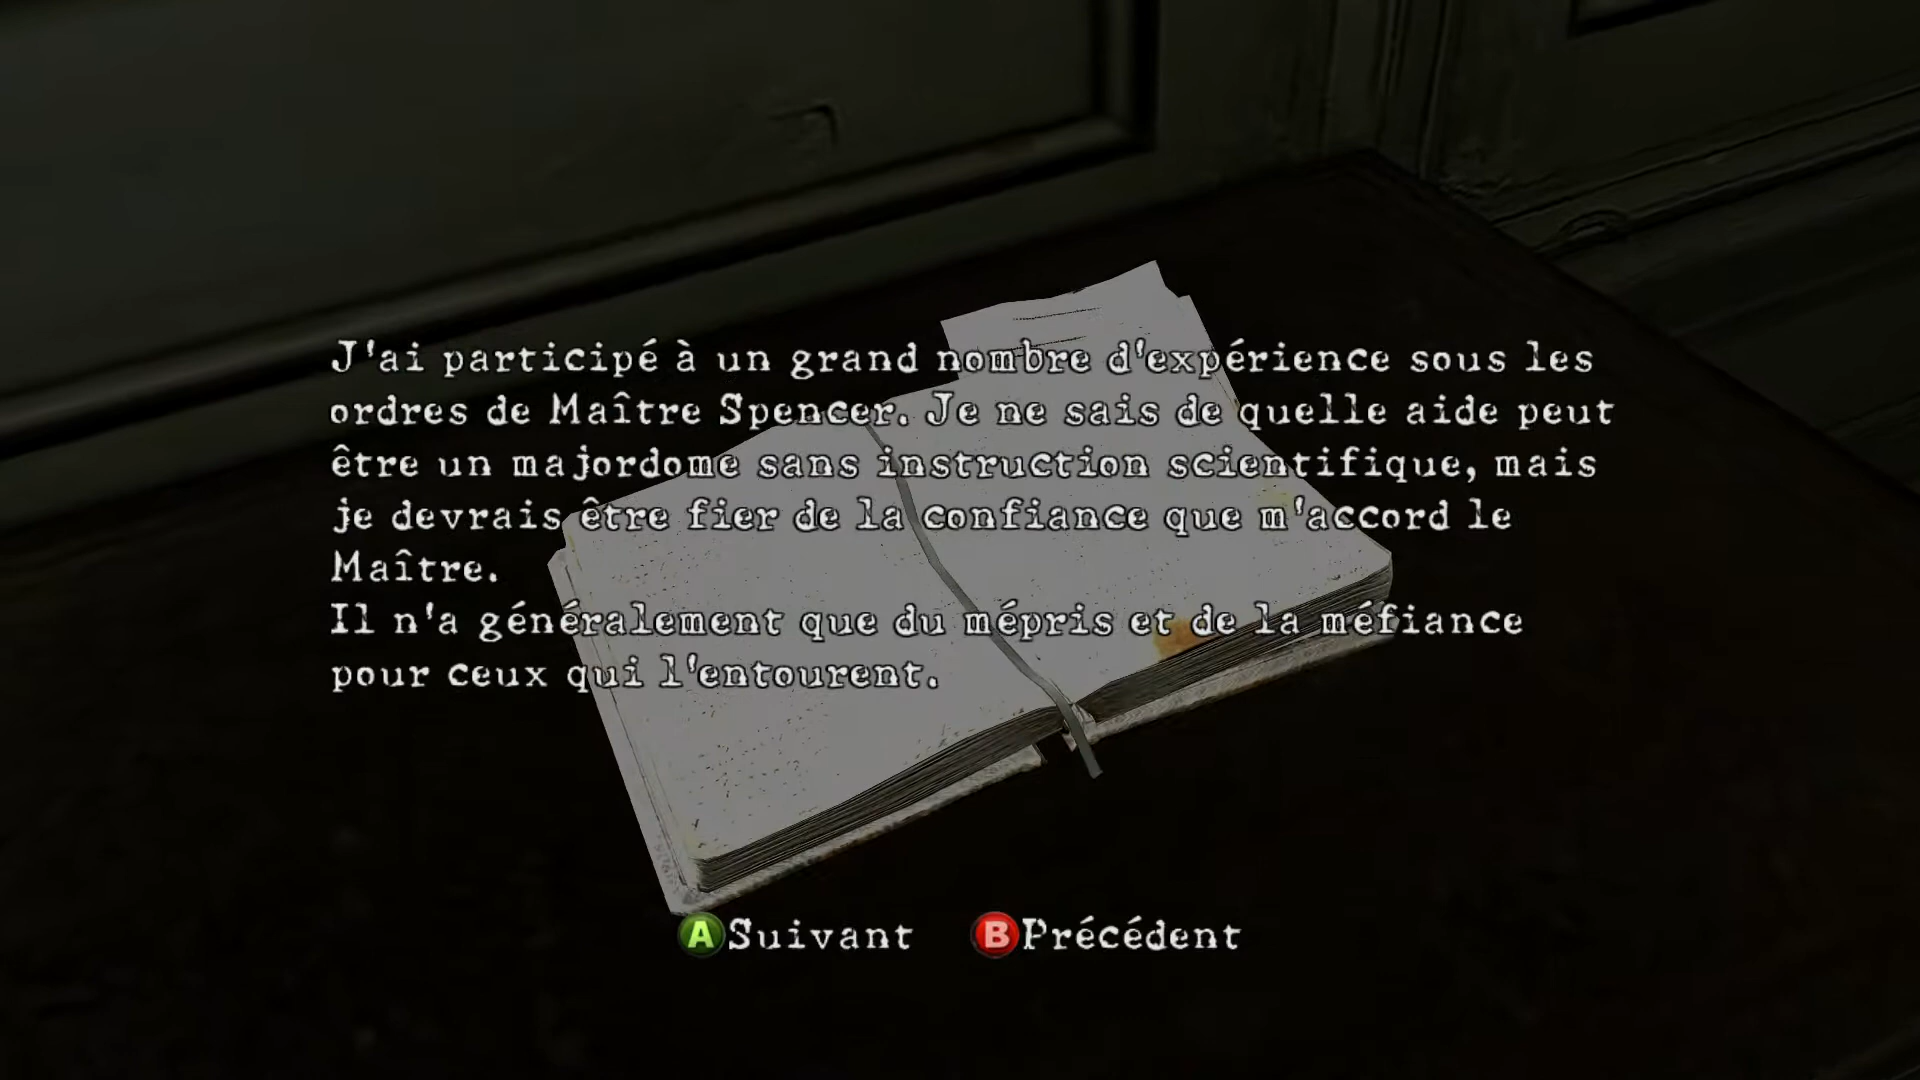 J'ai participé à un grand nombre d'expérience sous les
ordres de Maître Spencer. Je ne sais de quelle aide peut
être un majordome sans instruction scientifique, mais
je devrais être fier de la confiance que m'accord le
Maître.
Il n'a généralement que du mépris et de la méfiance
pour ceux qui l'entourent.
A Suivant B Précédent